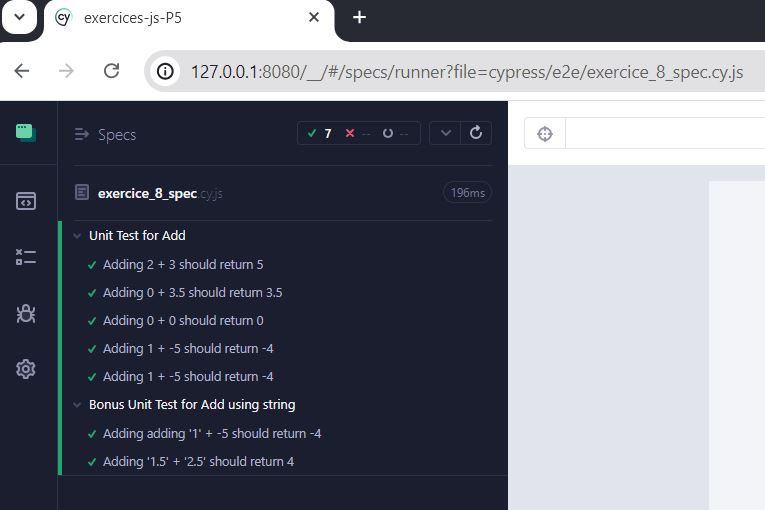 cy exercices-js-P5
127.0.0.1:8080/__/#/specs/runner?file=cypress/e2e/exercice_8_spec.cy.js
Specs 7 -- --
exercice_8_spec.cy.js 196ms
Unit Test for Add
Adding 2 + 3 should return 5
Adding 0 + 3.5 should return 3.5
Adding 0 + 0 should return 0
Adding 1 + -5 should return -4
Adding 1 + -5 should return -4
Bonus Unit Test for Add using string
Adding adding '1' + -5 should return -4
Adding '1.5' + '2.5' should return 4